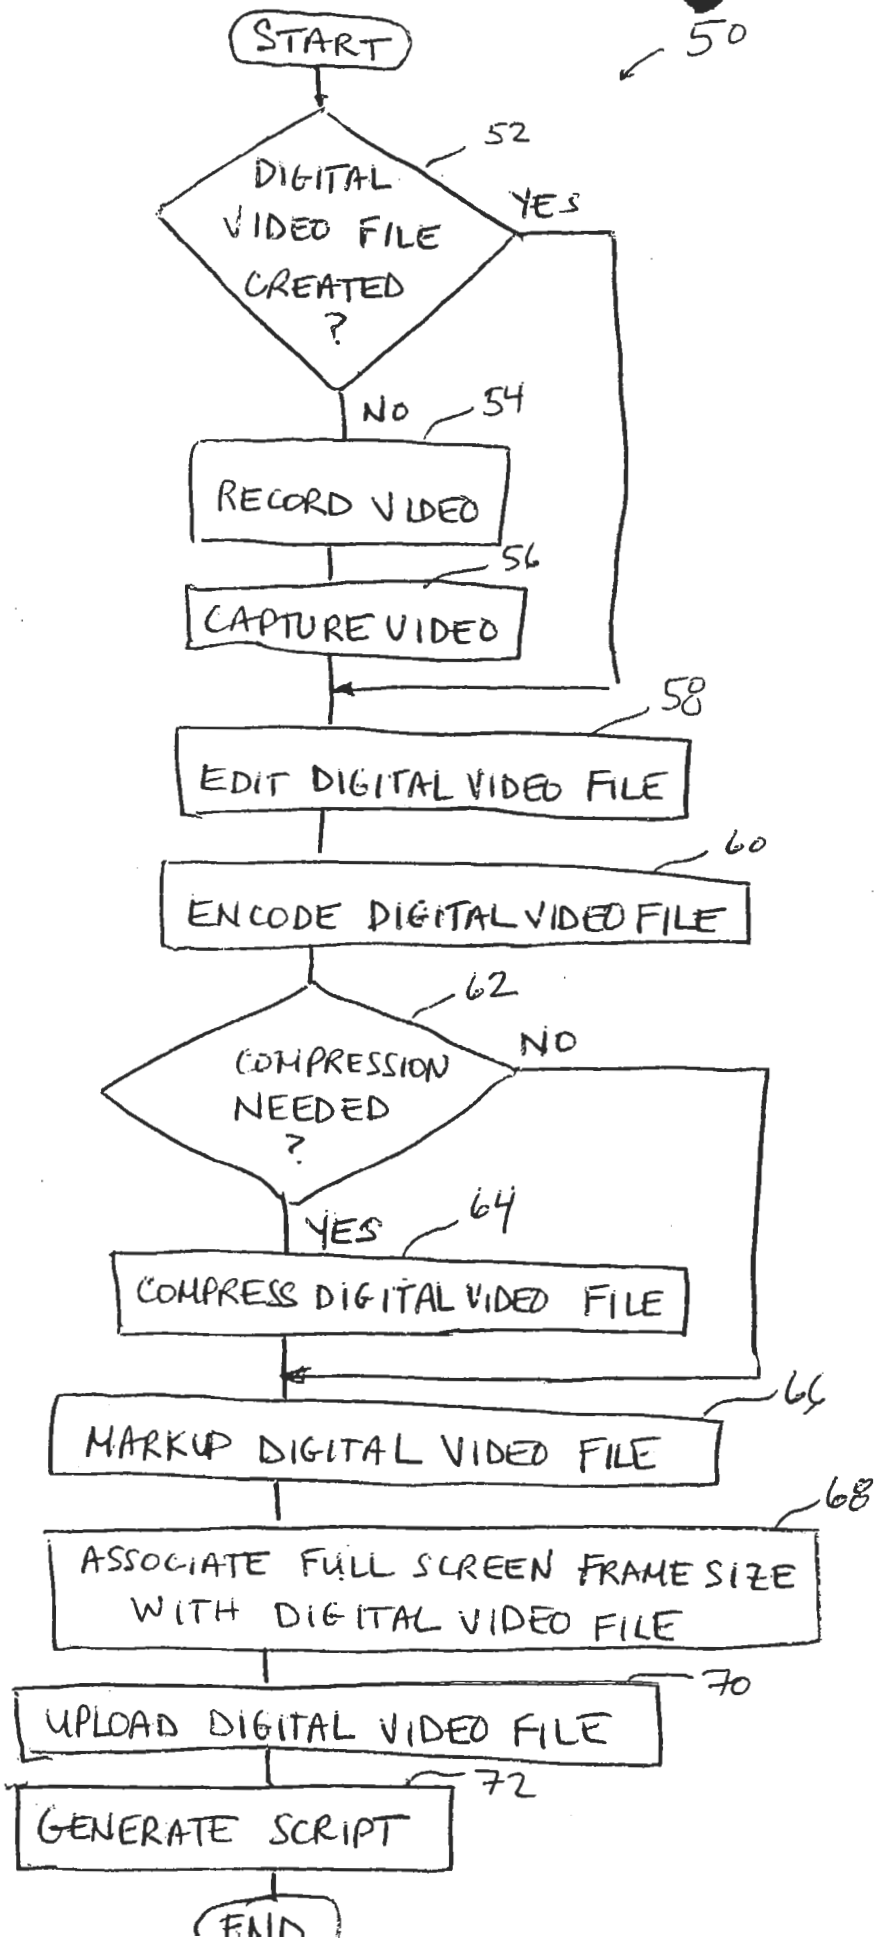 START
50
52
DIGITAL
VIDEO FILE
CREATED
?
YES
NO
54
RECORD VIDEO
56
CAPTURE VIDEO
58
EDIT DIGITAL VIDEO FILE
60
ENCODE DIGITAL VIDEO FILE
62
COMPRESSION
NEEDED
?
NO
YES
64
COMPRESS DIGITAL VIDEO FILE
66
MARKUP DIGITAL VIDEO FILE
68
ASSOCIATE FULL SCREEN FRAME SIZE
WITH DIGITAL VIDEO FILE
70
UPLOAD DIGITAL VIDEO FILE
72
GENERATE SCRIPT
END